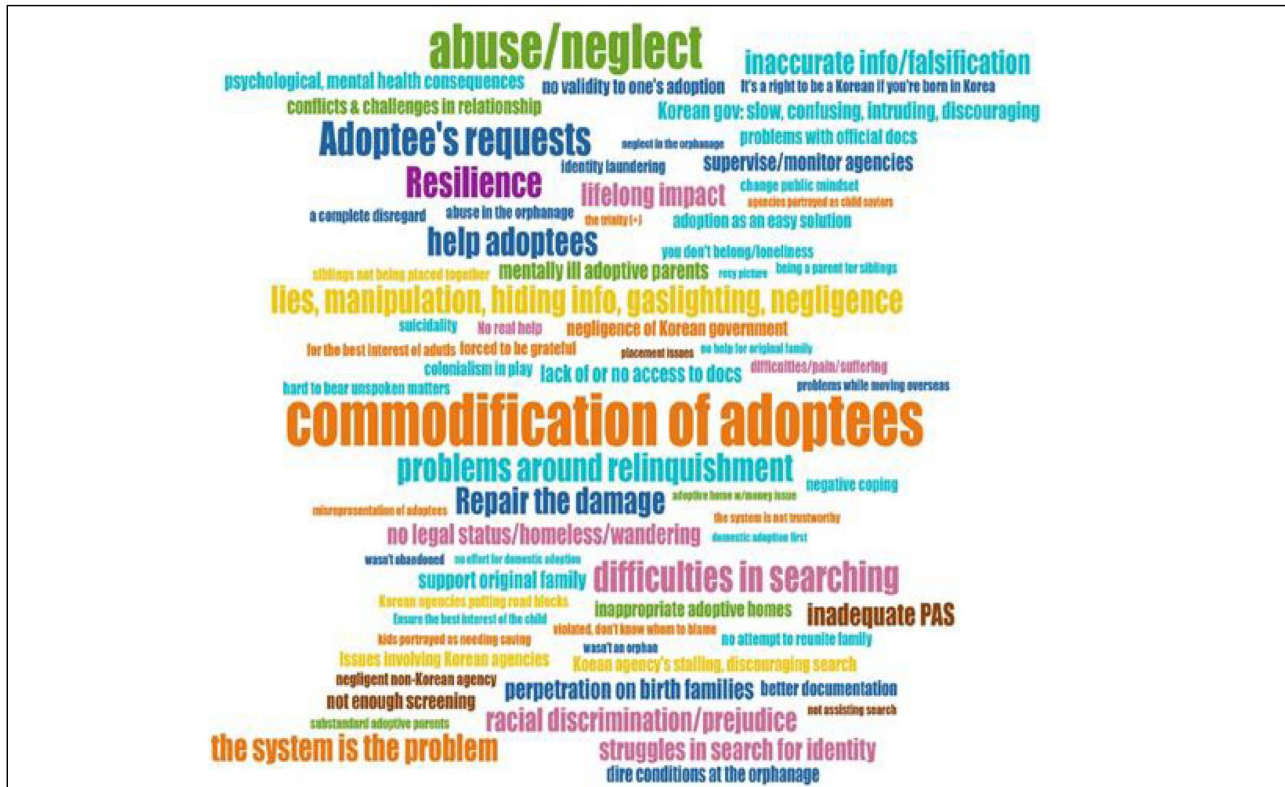 abuse/neglect
inaccurate info/falsification
psychological, mental health consequences
no validity to one's adoption
It's a right to be a Korean if you're born in Korea
conflicts & challenges in relationship
Korean gov: slow, confusing, intruding, discouraging
Adoptee's requests
neglect in the orphanage
problems with official docs
identity laundering
supervise/monitor agencies
Resilience
lifelong impact
change public mindset
agencies portrayed as child saviors
a complete disregard
abuse in the orphanage
the trinity (+)
adoption as an easy solution
help adoptees
you don't belong/loneliness
siblings not being placed together
mentally ill adoptive parents
rosy picture
being a parent for siblings
lies, manipulation, hiding info, gaslighting, negligence
suicidality
No real help
negligence of Korean government
for the best interest of adutls
forced to be grateful
placement issues
no help for original family
colonialism in play
lack of or no access to docs
difficulties/pain/suffering
hard to bear unspoken matters
problems while moving overseas
commodification of adoptees
problems around relinquishment
negative coping
Repair the damage
adoptive home w/money issue
misrepresentation of adoptees
the system is not trustworthy
no legal status/homeless/wandering
domestic adoption first
wasn't abandoned
no effort for domestic adoption
support original family
difficulties in searching
Korean agencies putting road blocks
inappropriate adoptive homes
inadequate PAS
Ensure the best interest of the child
violated, don't know whom to blame
kids portrayed as needing saving
no attempt to reunite family
wasn't an orphan
Issues involving Korean agencies
Koean agency's stalling, discouraging search
negligent non-Korean agency
perpetration on birth families
better documentation
not enough screening
not assisting search
substandard adoptive parents
racial discrimination/prejudice
the system is the problem
struggles in search for identity
dire conditions at the orphanage